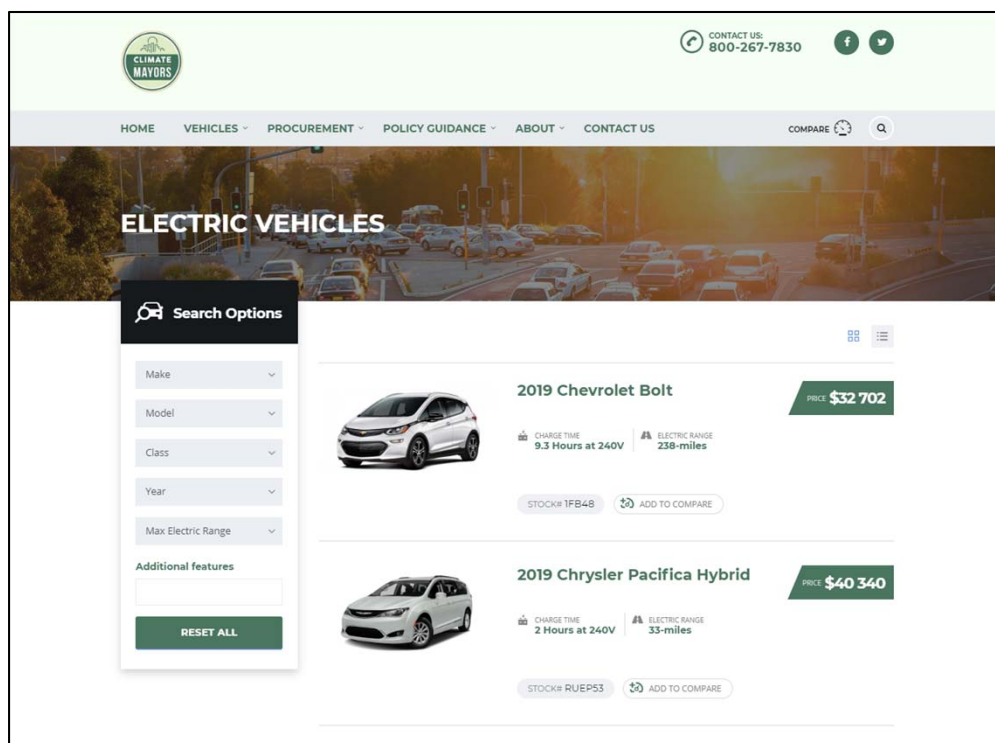 CLIMATE
MAYORS
CONTACT US:
800-267-7830
HOME VEHICLES PROCUREMENT POLICY GUIDANCE ABOUT CONTACT US COMPARE
ELECTRIC VEHICLES
Search Options
Make
Model
Class
Year
Max Electric Range
Additional features
RESET ALL
2019 Chevrolet Bolt
PRICE $32 702
CHARGE TIME
9.3 Hours at 240V
ELECTRIC RANGE
238-miles
STOCK# 1FB48
ADD TO COMPARE
2019 Chrysler Pacifica Hybrid
PRICE $40 340
CHARGE TIME
2 Hours at 240V
ELECTRIC RANGE
33-miles
STOCK# RUEP53
ADD TO COMPARE